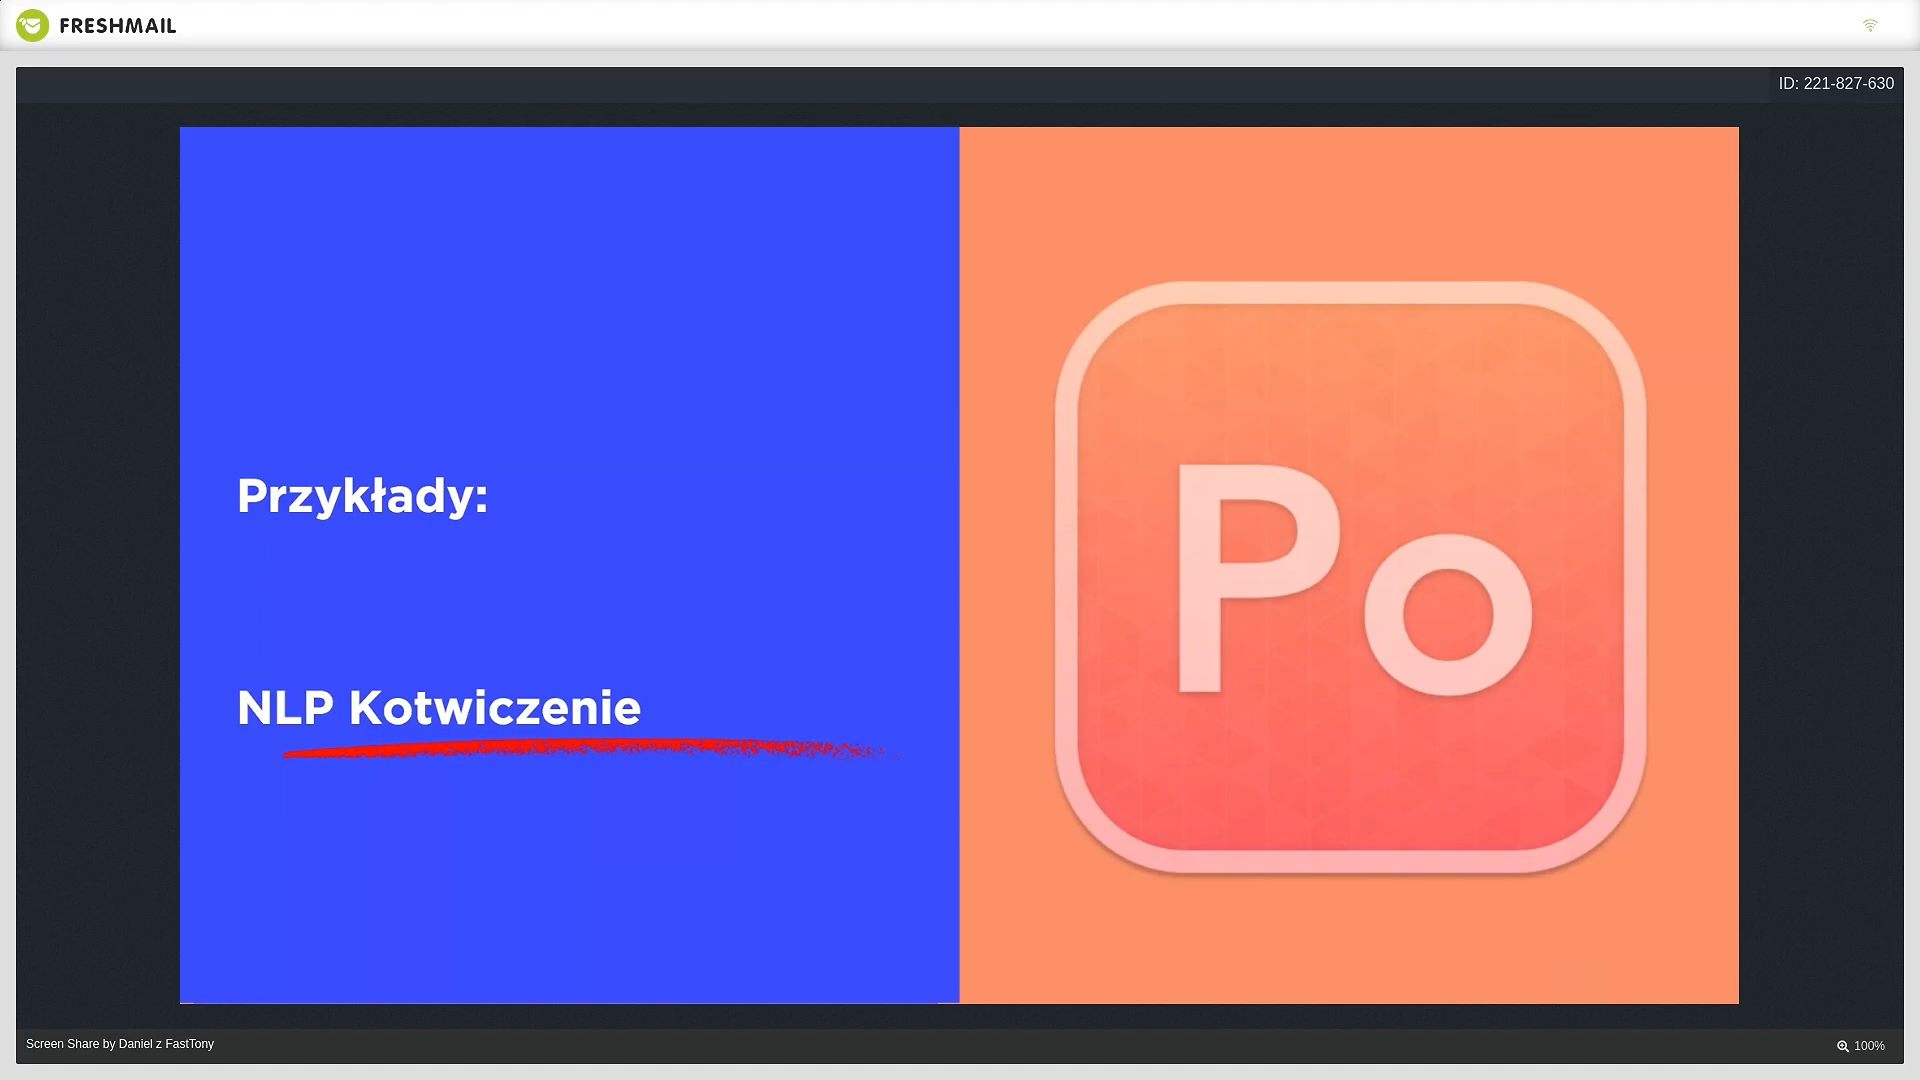 FRESHMAIL
ID: 221-827-630
Przykłady:
NLP Kotwiczenie
Po
Screen Share by Daniel z FastTony
100%